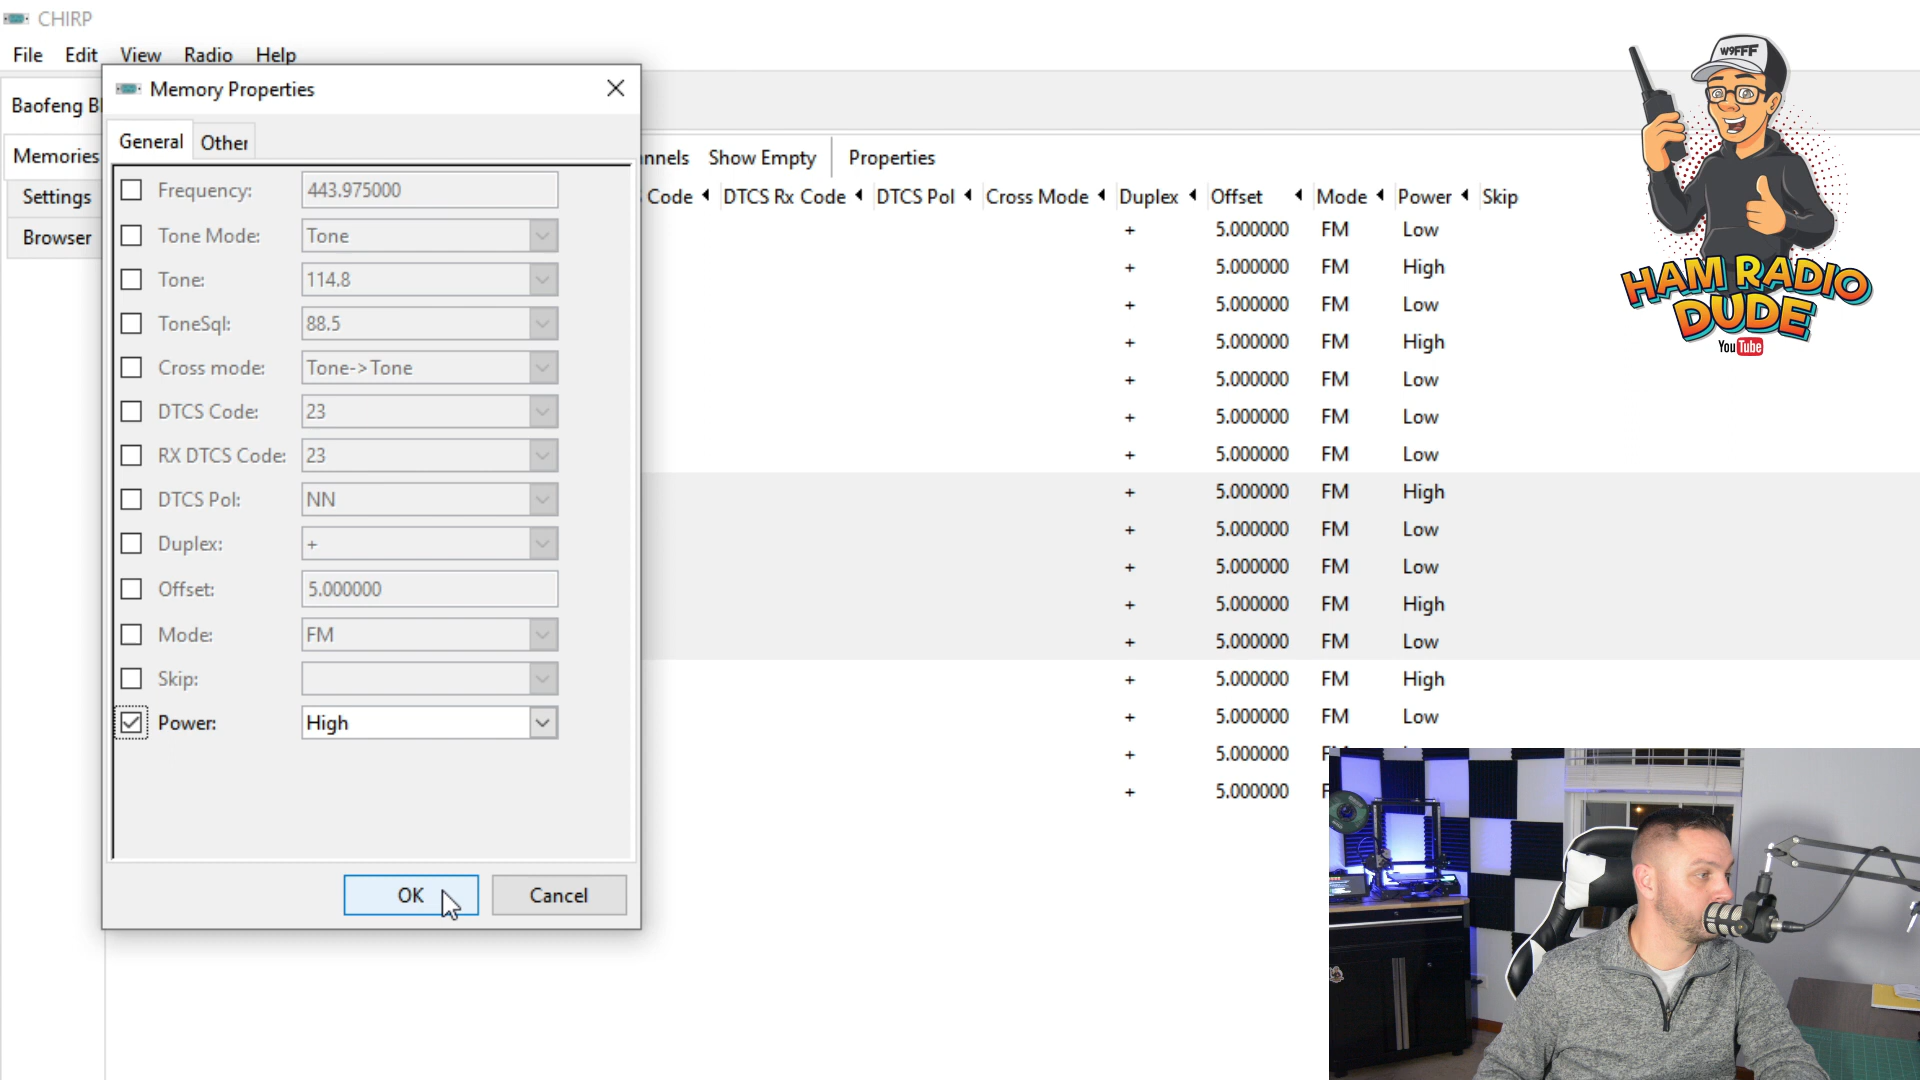 CHIRP
File Edit View Radio Help
Memory Properties
Baofeng
General Other
Memories
Settings
Browser
Frequency: 443.975000
Tone Mode: Tone
Tone: 114.8
ToneSql: 88.5
Cross mode: Tone->Tone
DTCS Code: 23
RX DTCS Code: 23
DTCS Pol: NN
Duplex: +
Offset: 5.000000
Mode: FM
Skip:
Power: High
OK Cancel
Show Empty Properties
Code DTCS Rx Code DTCS Pol Cross Mode Duplex Offset Mode Power Skip
+ 5.000000 FM Low
+ 5.000000 FM High
+ 5.000000 FM Low
+ 5.000000 FM High
+ 5.000000 FM Low
+ 5.000000 FM Low
+ 5.000000 FM Low
+ 5.000000 FM High
+ 5.000000 FM Low
+ 5.000000 FM Low
+ 5.000000 FM High
+ 5.000000 FM Low
+ 5.000000 FM High
+ 5.000000 FM Low
+ 5.000000
+ 5.000000
W9FFF
HAM RADIO
DUDE
YouTube